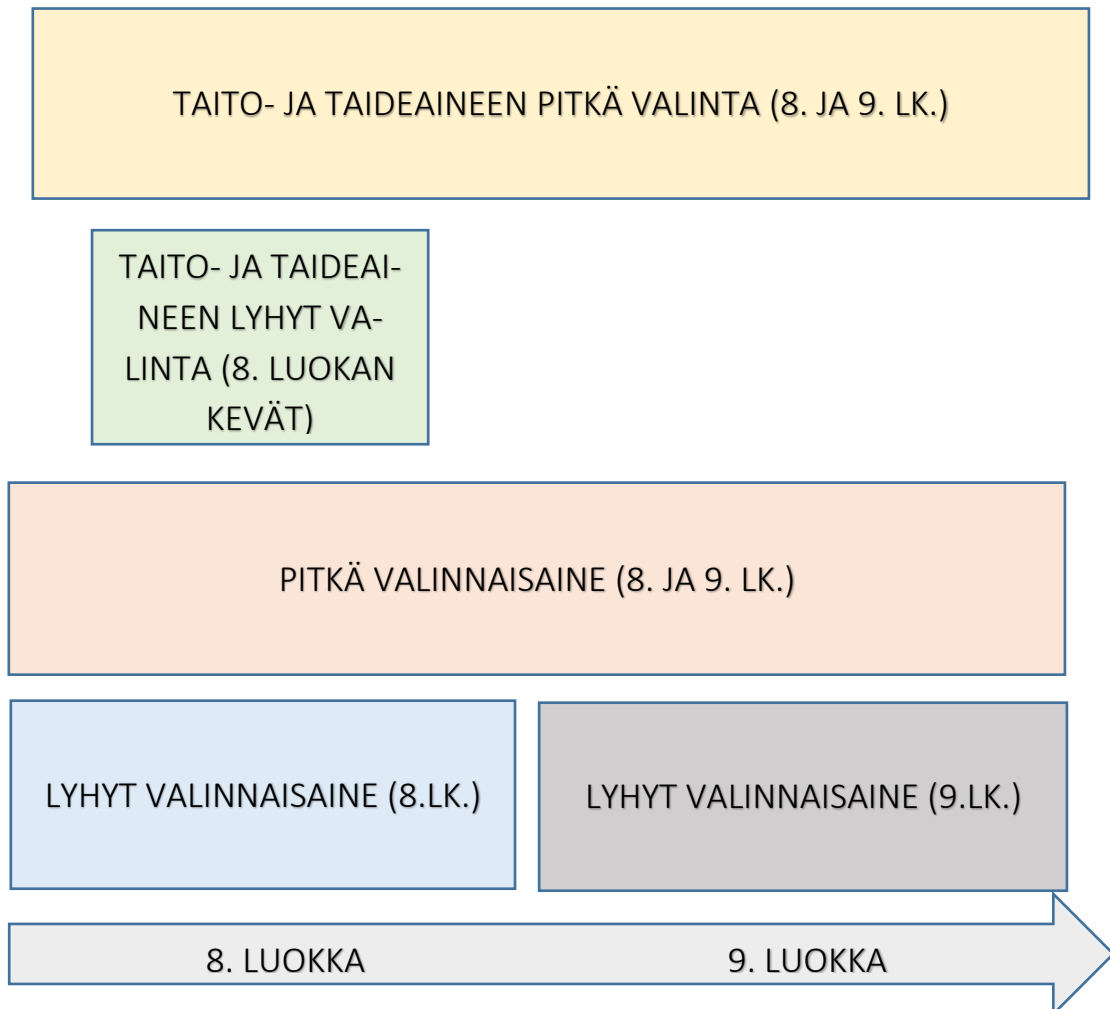 TAITO- JA TAIDEAINEEN PITKÄ VALINTA (8. JA 9. LK.)
TAITO- JA TAIDEAI-
NEEN LYHYT VA-
LINTA (8. LUOKAN
KEVÄT)
PITKÄ VALINNAISAINE (8. JA 9. LK.)
LYHYT VALINNAISAINE (8.LK.)
LYHYT VALINNAISAINE (9.LK.)
8. LUOKKA
9. LUOKKA